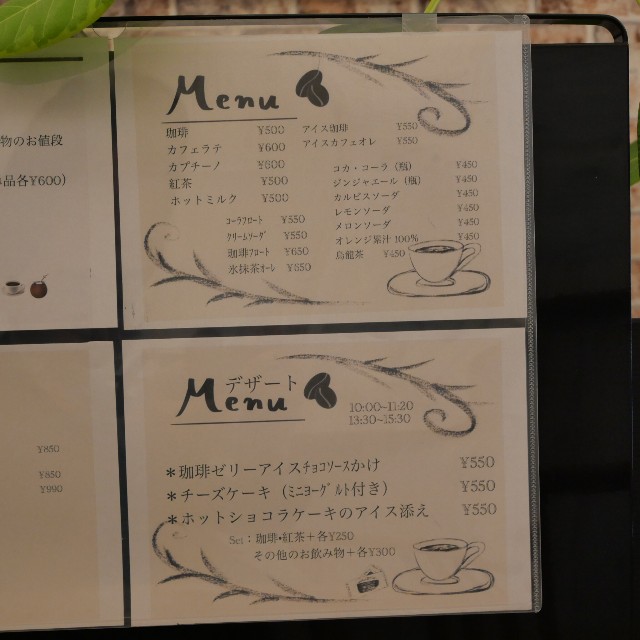 物のお値段
品各¥600)
¥850
¥850
¥990
Menu
珈琲 ¥500
カフェラテ ¥600
カプチーノ ¥600
紅茶 ¥500
ホットミルク ¥500
アイス珈琲 ¥550
アイスカフェオレ ¥550
コカ・コーラ（瓶） ¥450
ジンジャエール（瓶） ¥450
カルピスソーダ ¥450
レモンソーダ ¥450
メロンソーダ ¥450
オレンジ果汁100% ¥450
烏龍茶 ¥450
ｺｰﾗﾌﾛｰﾄ ¥550
ｸﾘｰﾑｿｰﾀﾞ ¥550
珈琲ﾌﾛｰﾄ ¥650
氷抹茶ｵｰﾚ ¥850
デザート
Menu
10:00~11:20
13:30~15:30
＊珈琲ゼリーアイスﾁｮｺｿｰｽかけ ¥550
＊チーズケーキ（ﾐﾆﾖｰｸﾞﾙﾄ付き） ¥550
＊ホットショコラケーキのアイス添え ¥550
Set：珈琲•紅茶＋各¥250
その他のお飲み物＋各¥300